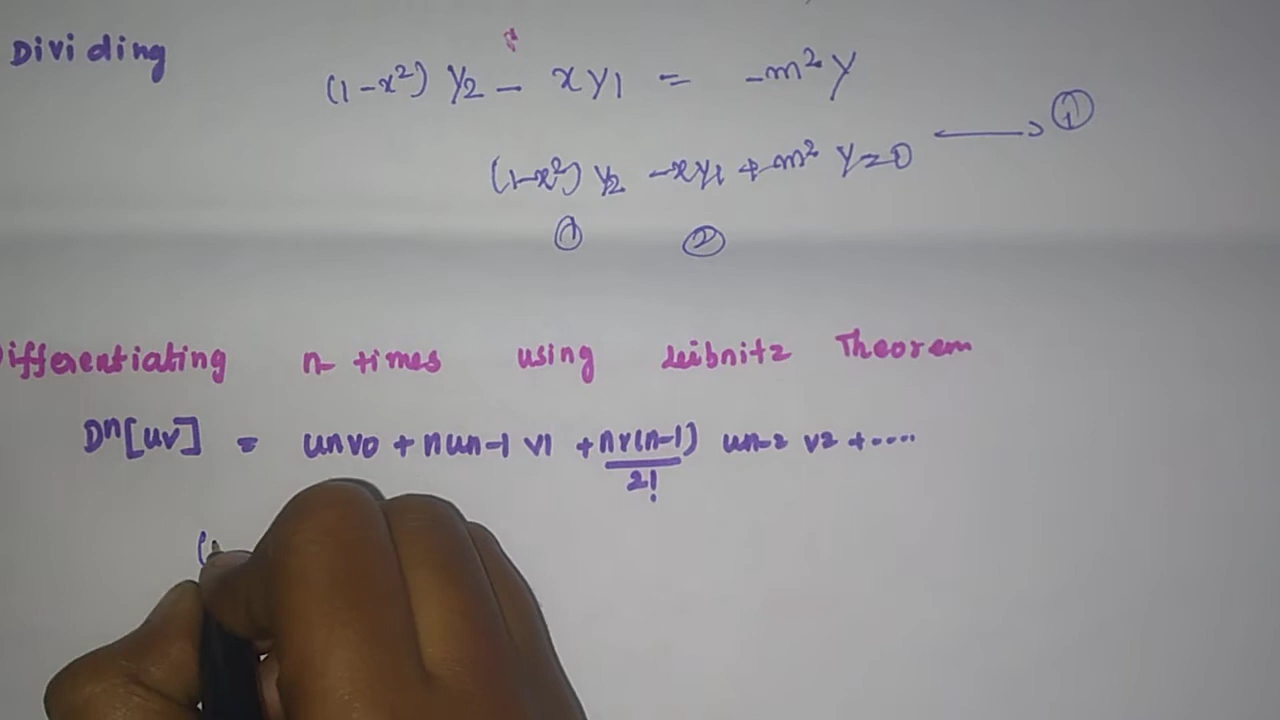 Dividing
(1-x²) y₂ - xy₁ = -m²y
(1-x²) y₂ -xy₁ + m² y=0 ⟶ ①
① ②
ifferentiating n times using Leibnitz Theorem
Dⁿ[uv] = unv0 + nun-1 v1 + n(n-1)/2! un-2 v2 + ....
(